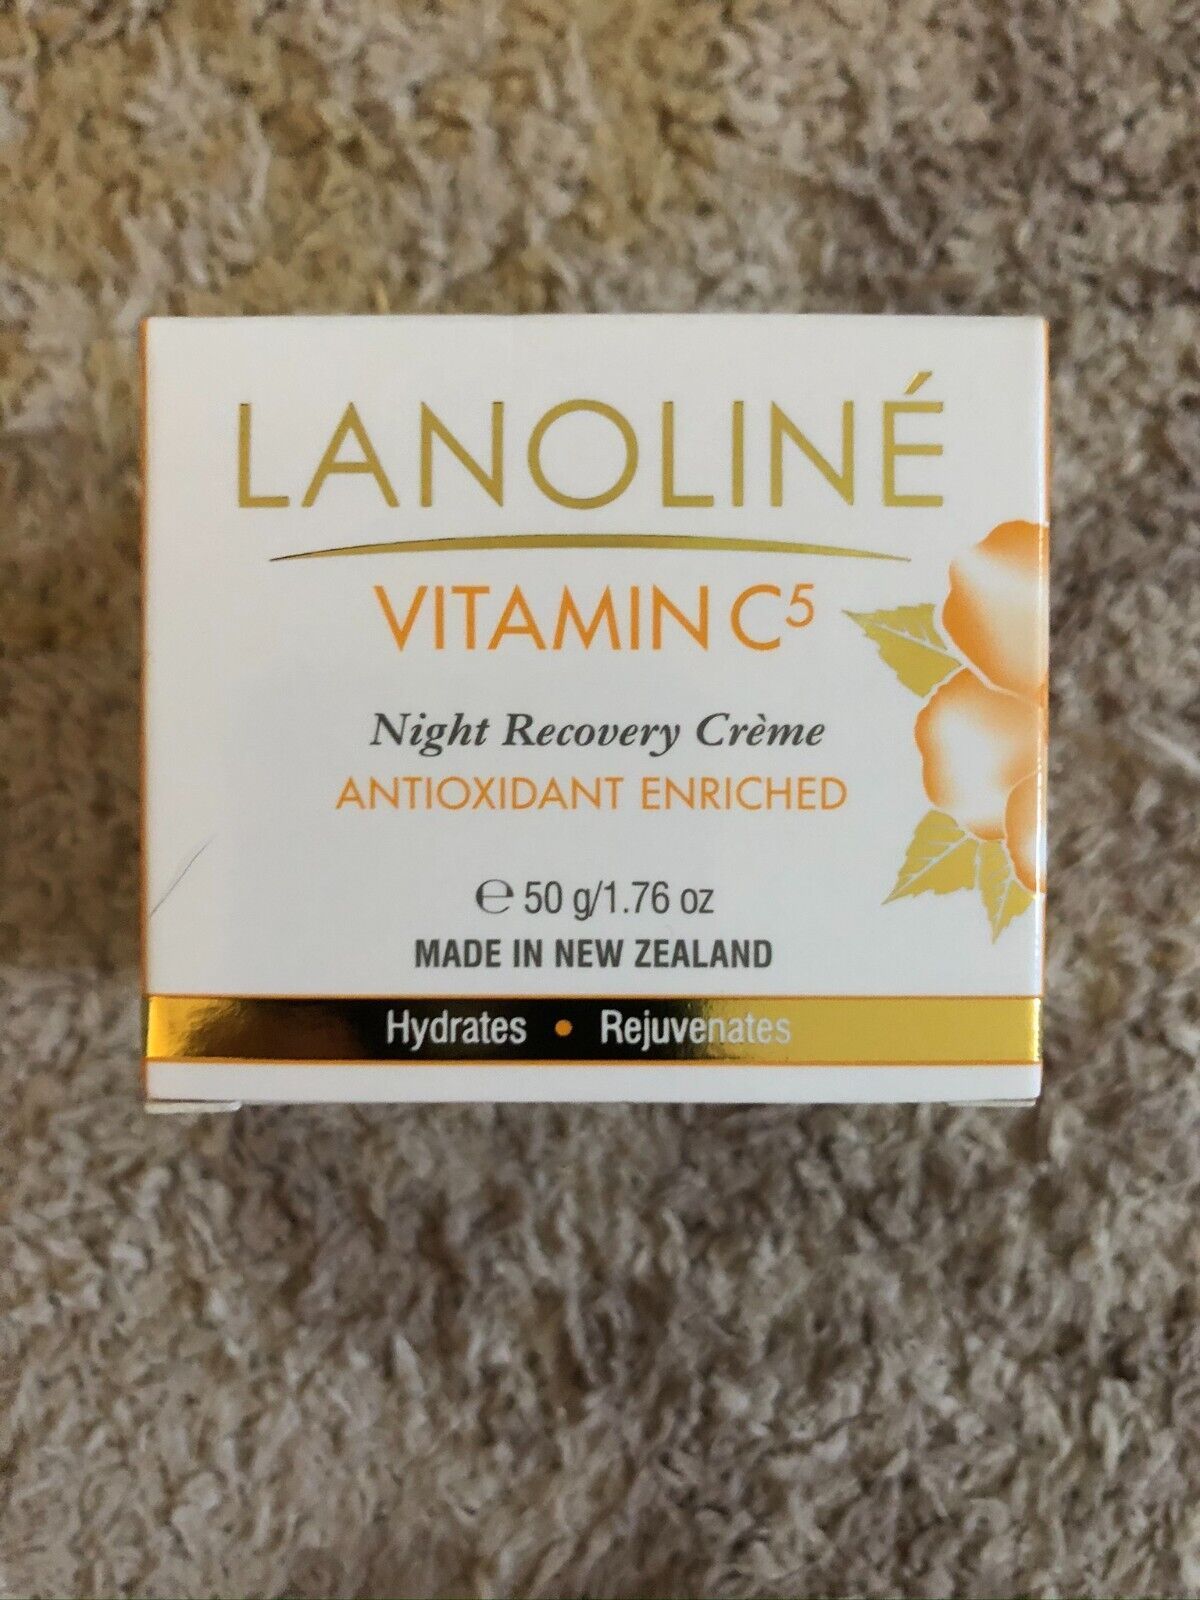 LANOLINÉ
VITAMIN C⁵
Night Recovery Crème
ANTIOXIDANT ENRICHED
℮ 50 g/1.76 oz
MADE IN NEW ZEALAND
Hydrates • Rejuvenates